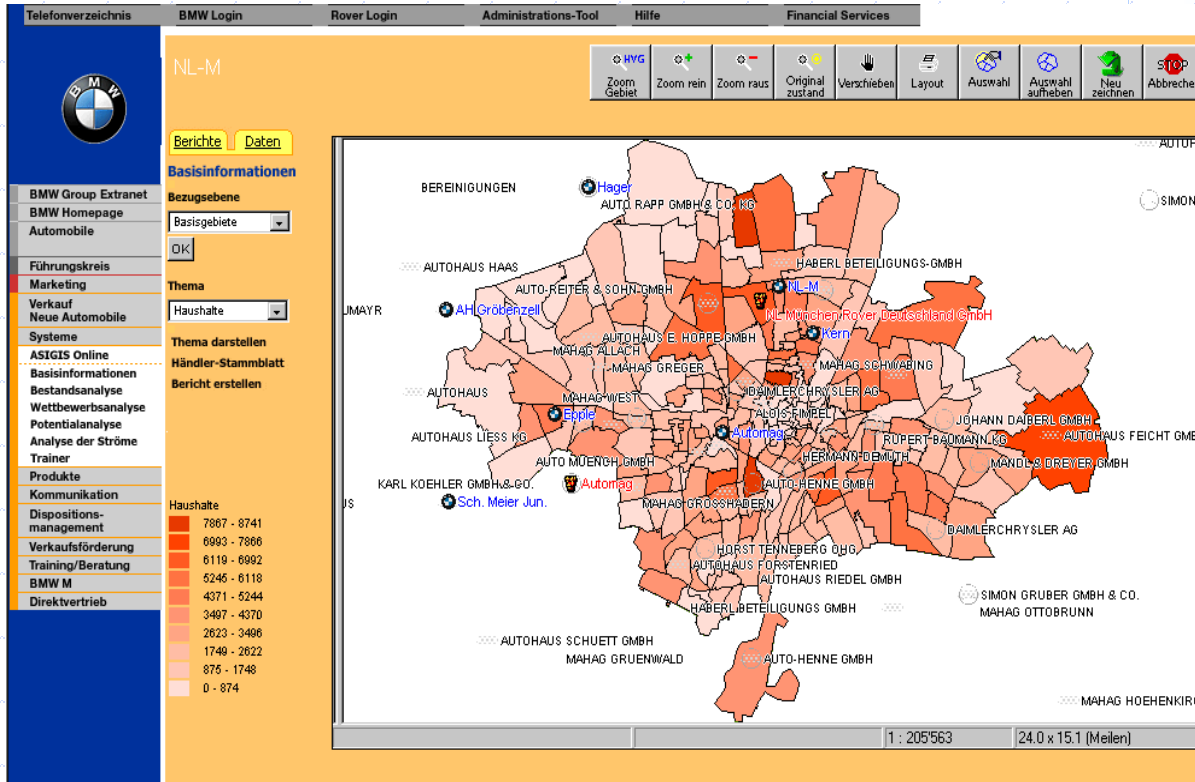 Telefonverzeichnis BMW Login Rover Login Administrations-Tool Hilfe Financial Services
BMW
NL-M
HVG
Zoom Gebiet
Zoom rein
Zoom raus
Original zustand
Verschieben
Layout
Auswahl
Auswahl aufheben
Neu zeichnen
STOP
Abbreche
Berichte Daten
Basisinformationen
Bezugsebene
Basisgebiete
OK
Thema
Haushalte
Thema darstellen
Händler-Stammblatt
Bericht erstellen
BMW Group Extranet
BMW Homepage
Automobile
Führungskreis
Marketing
Verkauf
Neue Automobile
Systeme
ASIGIS Online
Basisinformationen
Bestandsanalyse
Wettbewerbsanalyse
Potentialanalyse
Analyse der Ströme
Trainer
Produkte
Kommunikation
Dispositions-
management
Verkaufsförderung
Training/Beratung
BMW M
Direktvertrieb
Haushalte
7867 - 8741
6993 - 7866
6119 - 6992
5245 - 6118
4371 - 5244
3497 - 4370
2623 - 3496
1749 - 2622
875 - 1748
0 - 874
BEREINIGUNGEN
Hager
AUTO RAPP GMBH & CO. KG
SIMON
AUTOHAUS HAAS
HABERL BETEILIGUNGS-GMBH
AUTO-REITER & SOHN-GMBH
NL-M
UMAYR
AH Gröbenzell
NL München Rover Deutschland GmbH
Kern
AUTOHAUS E. HOPPE GMBH
MAHAG ALLACH
MAHAG GREGER
MAHAG SCHWABING
AUTOHAUS
MAHAG WEST
DAIMLERCHRYSLER AG
Epple
ALOIS FIMPEL
JOHANN DAIBERL GMBH
AUTOHAUS LIESS KG
Automag
RUPERT BAUMANN KG
AUTOHAUS FEICHT GMB
AUTO MUENCH GMBH
HERMANN DEMUTH
MANDL & DREYER GMBH
KARL KOEHLER GMBH & CO.
Automag
AUTO-HENNE GMBH
US
Sch. Meier Jun.
MAHAG GROSSHADERN
DAIMLERCHRYSLER AG
HORST TENNEBERG OHG
AUTOHAUS FORSTENRIED
AUTOHAUS RIEDEL GMBH
SIMON GRUBER GMBH & CO.
HABERL BETEILIGUNGS GMBH
MAHAG OTTOBRUNN
AUTOHAUS SCHUETT GMBH
MAHAG GRUENWALD
AUTO-HENNE GMBH
MAHAG HOEHENKIRC
1 : 205'563
24.0 x 15.1 (Meilen)